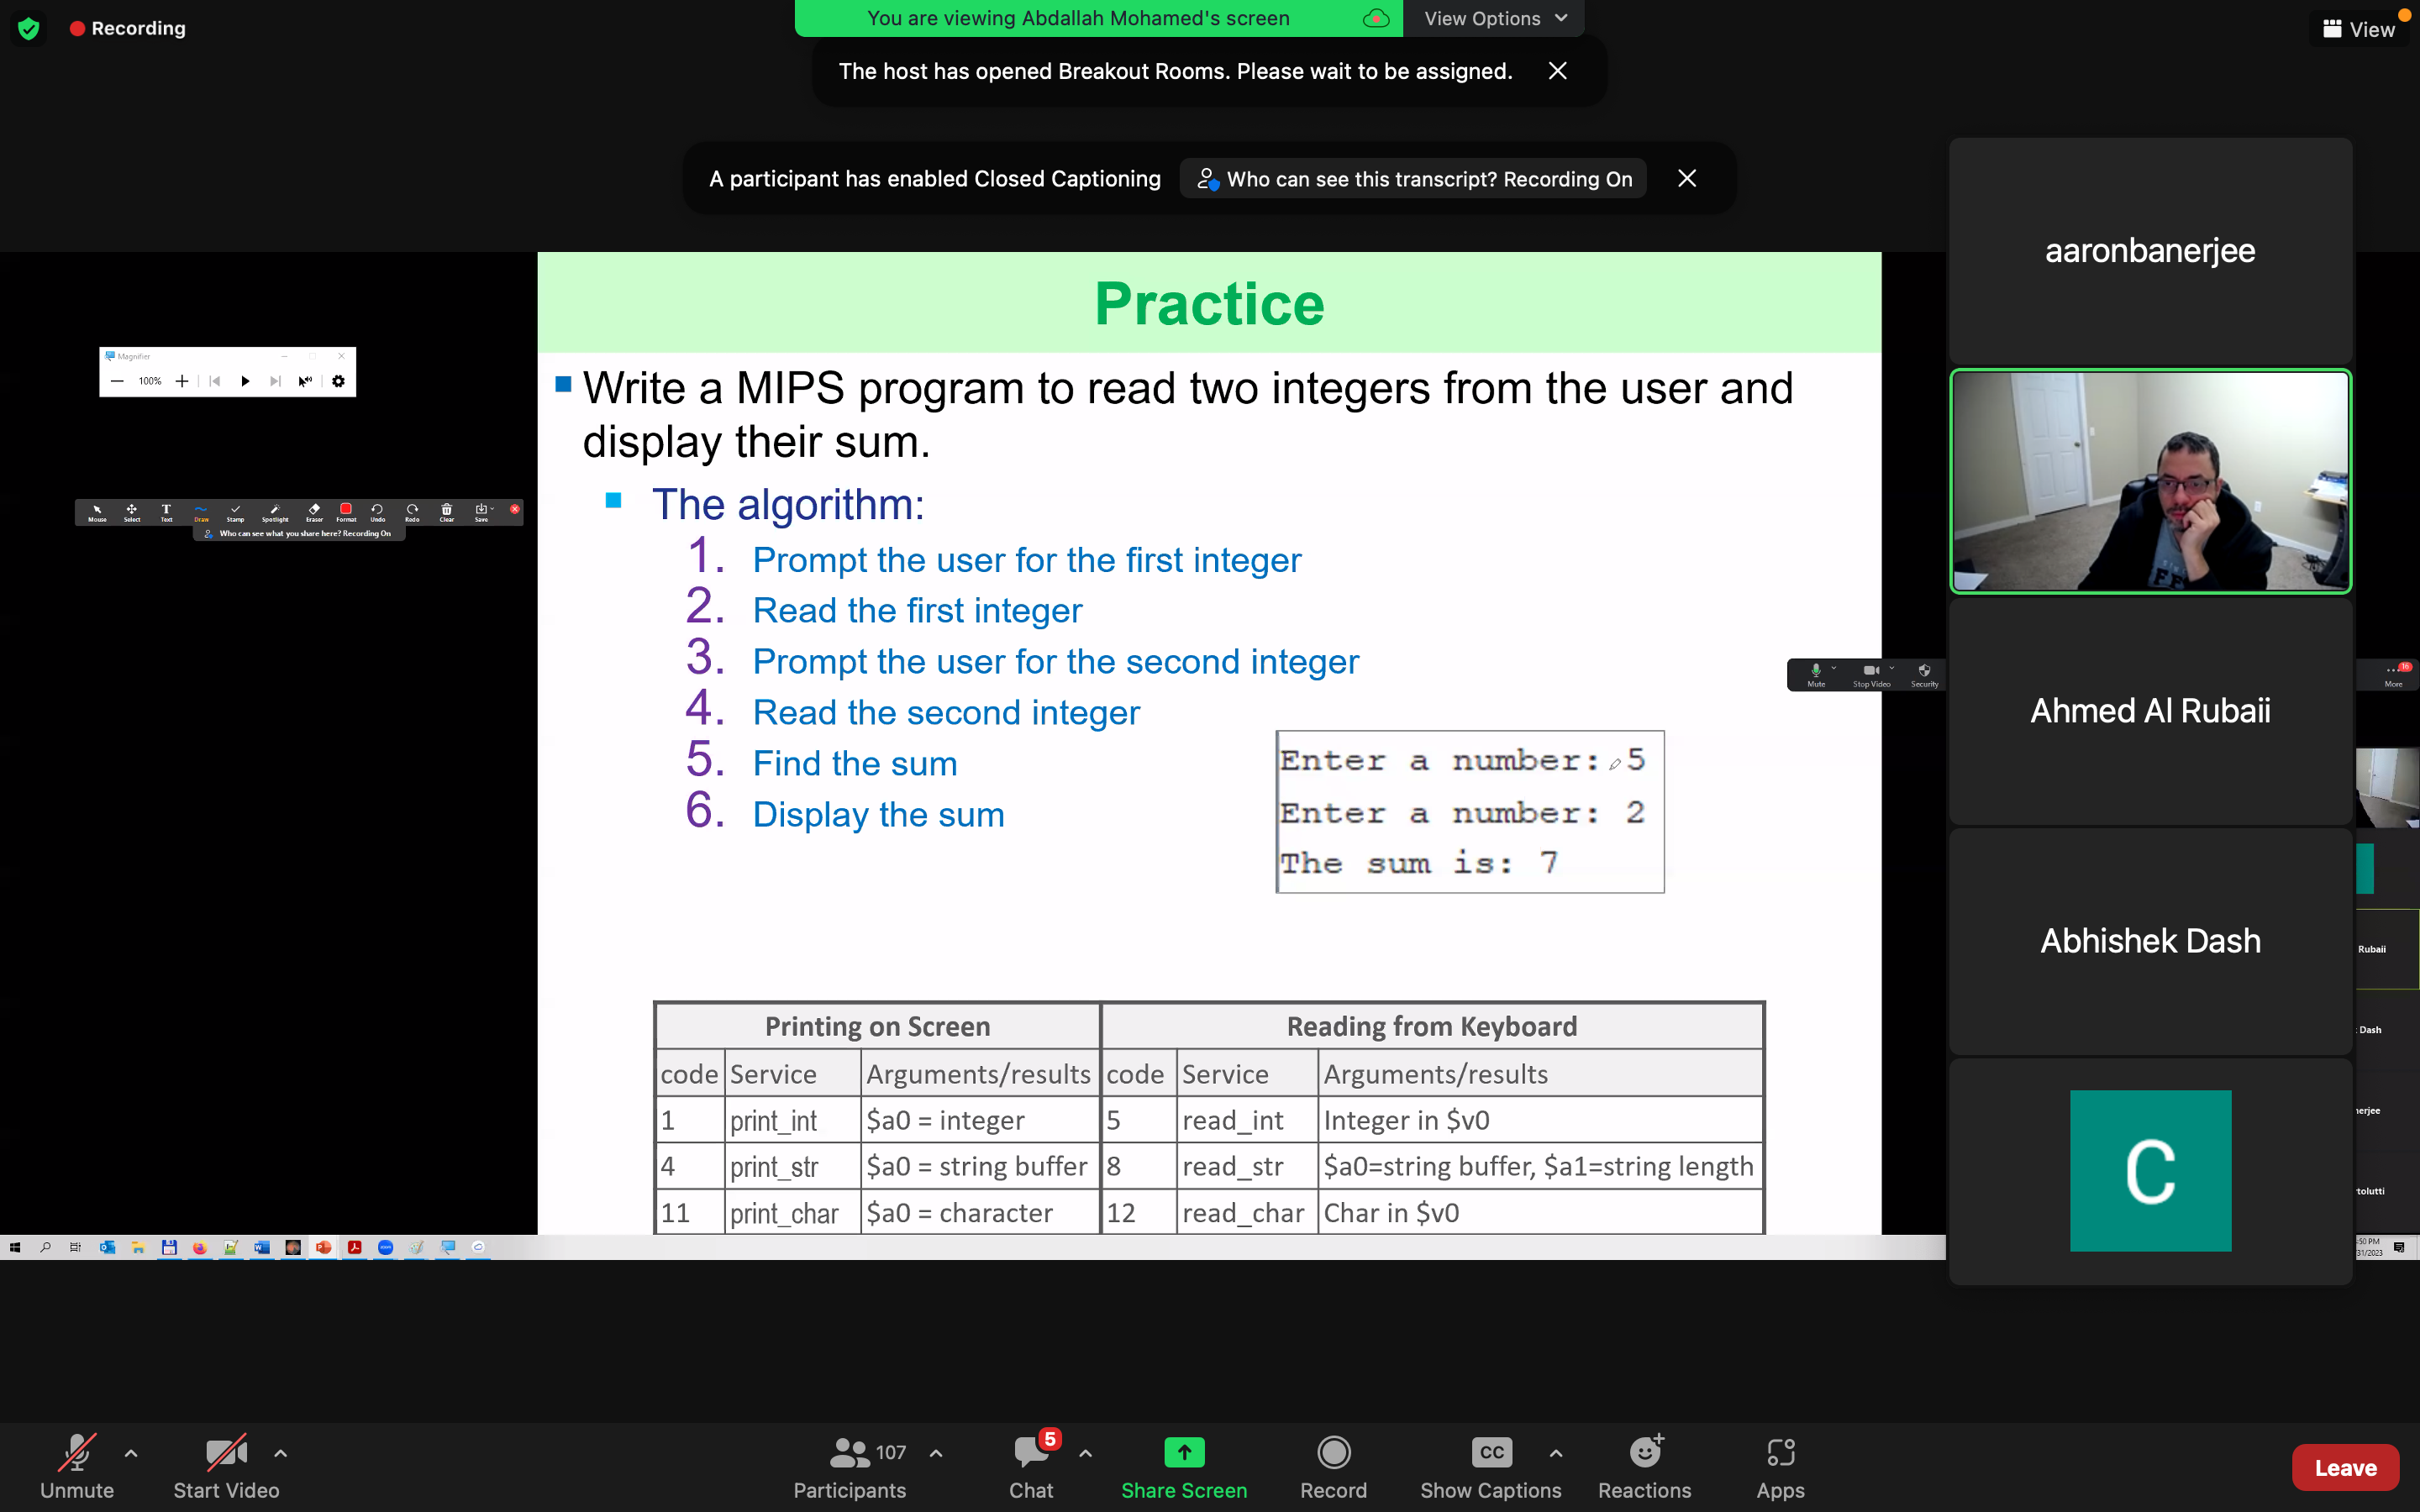 Recording
You are viewing Abdallah Mohamed's screen
View Options
View
The host has opened Breakout Rooms. Please wait to be assigned.
A participant has enabled Closed Captioning
Who can see this transcript? Recording On
aaronbanerjee
Practice
Magnifier
100%
Write a MIPS program to read two integers from the user and
display their sum.
Mouse Select Text Draw Stamp Spotlight Eraser Format Undo Redo Clear Save
Who can see what you share here? Recording On
The algorithm:
1. Prompt the user for the first integer
2. Read the first integer
3. Prompt the user for the second integer
4. Read the second integer
5. Find the sum
6. Display the sum
Enter a number: 5
Enter a number: 2
The sum is: 7
Mute Stop Video Security
16
More
Ahmed Al Rubaii
Abhishek Dash
C
Rubaii
Dash
nerjee
rtolutti
Printing on Screen Reading from Keyboard
code Service Arguments/results code Service Arguments/results
1 print_int $a0 = integer 5 read_int Integer in $v0
4 print_str $a0 = string buffer 8 read_str $a0=string buffer, $a1=string length
11 print_char $a0 = character 12 read_char Char in $v0
:50 PM
/31/2023
Unmute
Start Video
107
Participants
5
Chat
Share Screen
Record
CC
Show Captions
Reactions
Apps
Leave